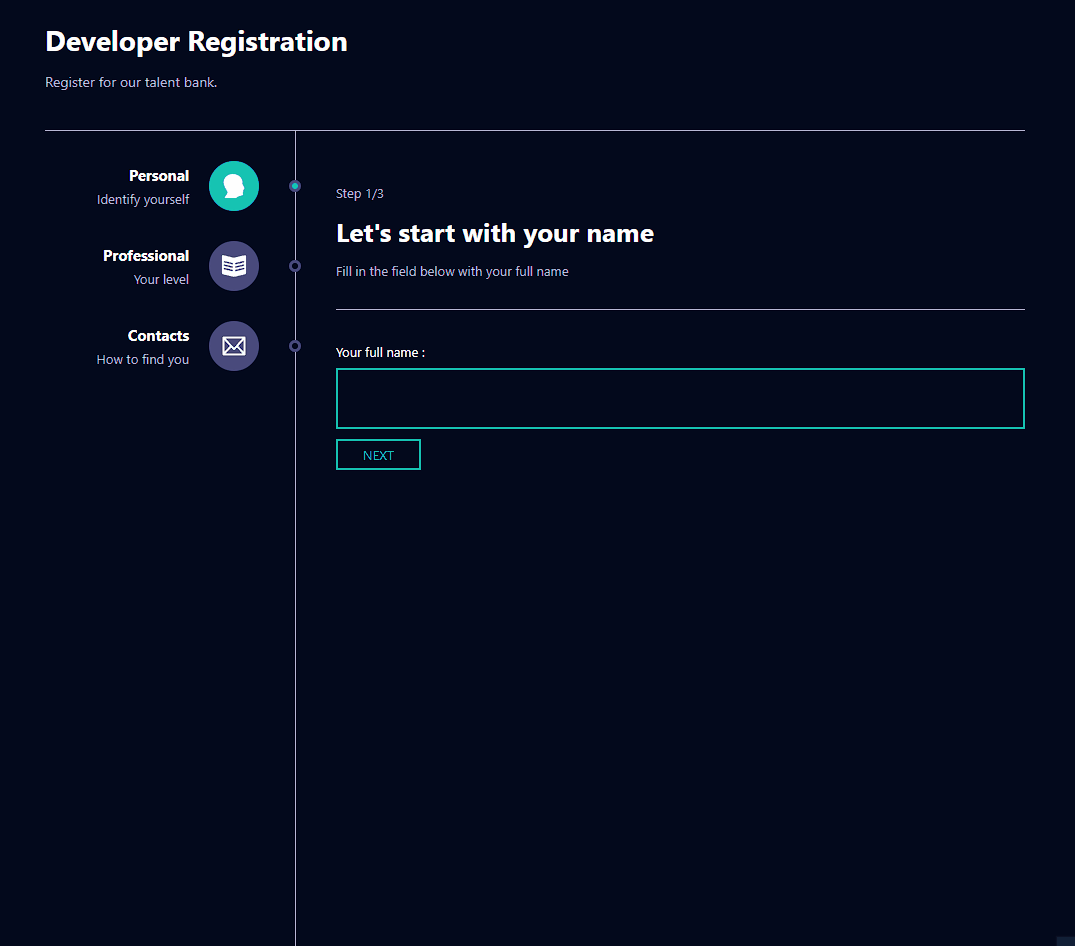 Developer Registration
Register for our talent bank.
Personal
Identify yourself
Professional
Your level
Contacts
How to find you
Step 1/3
Let's start with your name
Fill in the field below with your full name
Your full name :
NEXT